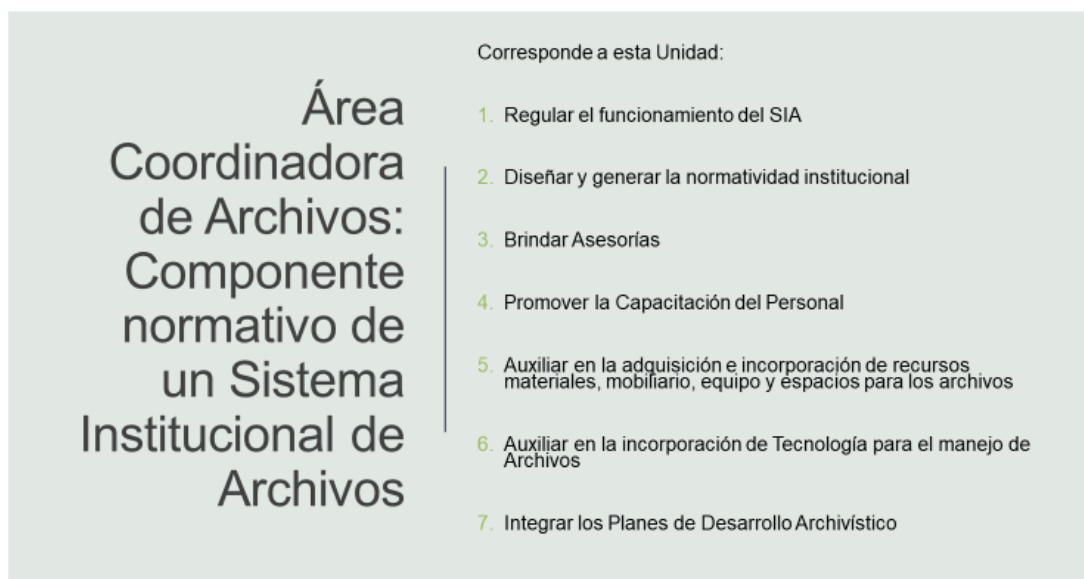 Área
Coordinadora
de Archivos:
Componente
normativo de
un Sistema
Institucional de
Archivos
Corresponde a esta Unidad:
1. Regular el funcionamiento del SIA
2. Diseñar y generar la normatividad institucional
3. Brindar Asesorías
4. Promover la Capacitación del Personal
5. Auxiliar en la adquisición e incorporación de recursos
materiales, mobiliario, equipo y espacios para los archivos
6. Auxiliar en la incorporación de Tecnología para el manejo de
Archivos
7. Integrar los Planes de Desarrollo Archivístico